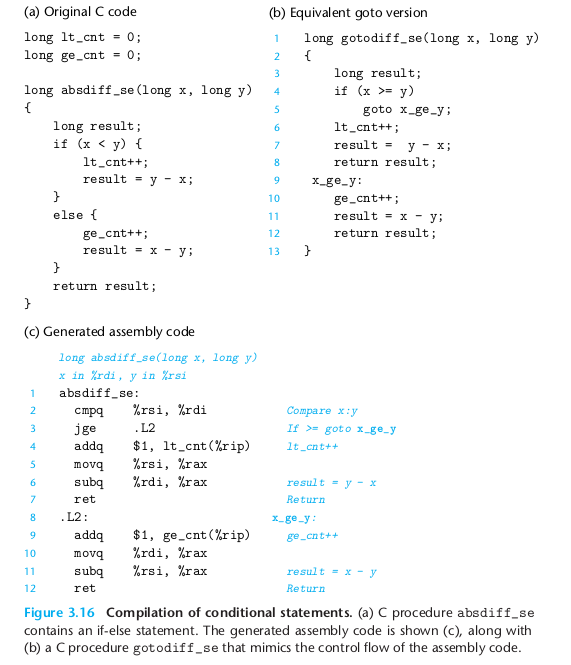 (a) Original C code
long lt_cnt = 0;
long ge_cnt = 0;
long absdiff_se(long x, long y)
{
    long result;
    if (x < y) {
        lt_cnt++;
        result = y - x;
    }
    else {
        ge_cnt++;
        result = x - y;
    }
    return result;
}
(b) Equivalent goto version
1 long gotodiff_se(long x, long y)
2 {
3     long result;
4     if (x >= y)
5         goto x_ge_y;
6     lt_cnt++;
7     result =  y - x;
8     return result;
9  x_ge_y:
10     ge_cnt++;
11     result = x - y;
12     return result;
13 }
(c) Generated assembly code
long absdiff_se(long x, long y)
x in %rdi, y in %rsi
1 absdiff_se:
2   cmpq    %rsi, %rdi    Compare x:y
3   jge     .L2    If >= goto x_ge_y
4   addq    $1, lt_cnt(%rip)    lt_cnt++
5   movq    %rsi, %rax
6   subq    %rdi, %rax    result = y - x
7   ret    Return
8 .L2:    x_ge_y:
9   addq    $1, ge_cnt(%rip)    ge_cnt++
10   movq    %rdi, %rax
11   subq    %rsi, %rax    result = x - y
12   ret    Return
Figure 3.16 Compilation of conditional statements. (a) C procedure absdiff_se
contains an if-else statement. The generated assembly code is shown (c), along with
(b) a C procedure gotodiff_se that mimics the control flow of the assembly code.